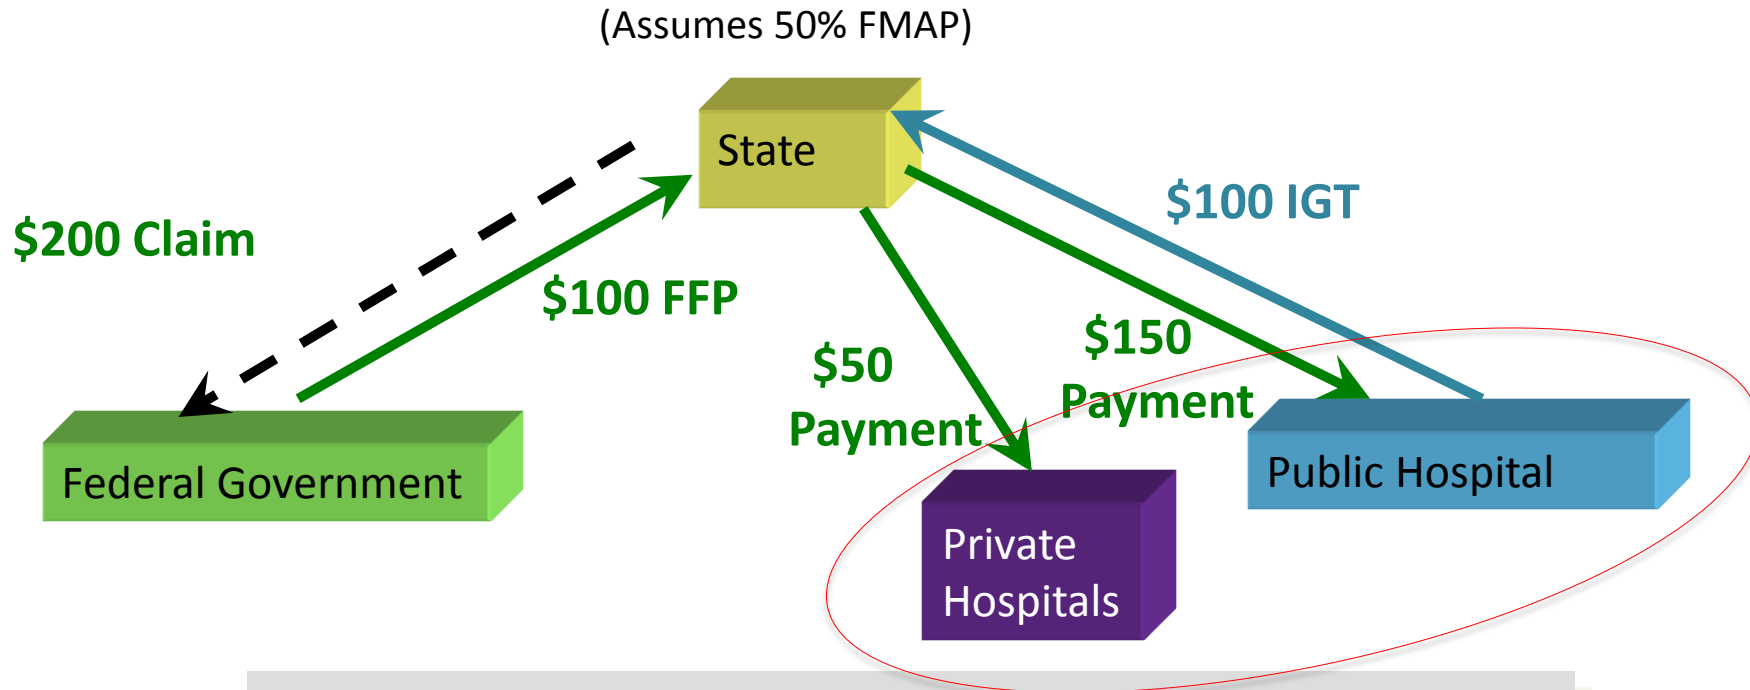 (Assumes 50% FMAP)
State
$100 IGT
$200 Claim
$100 FFP
$50
Payment
$150
Payment
Federal Government
Public Hospital
Private
Hospitals